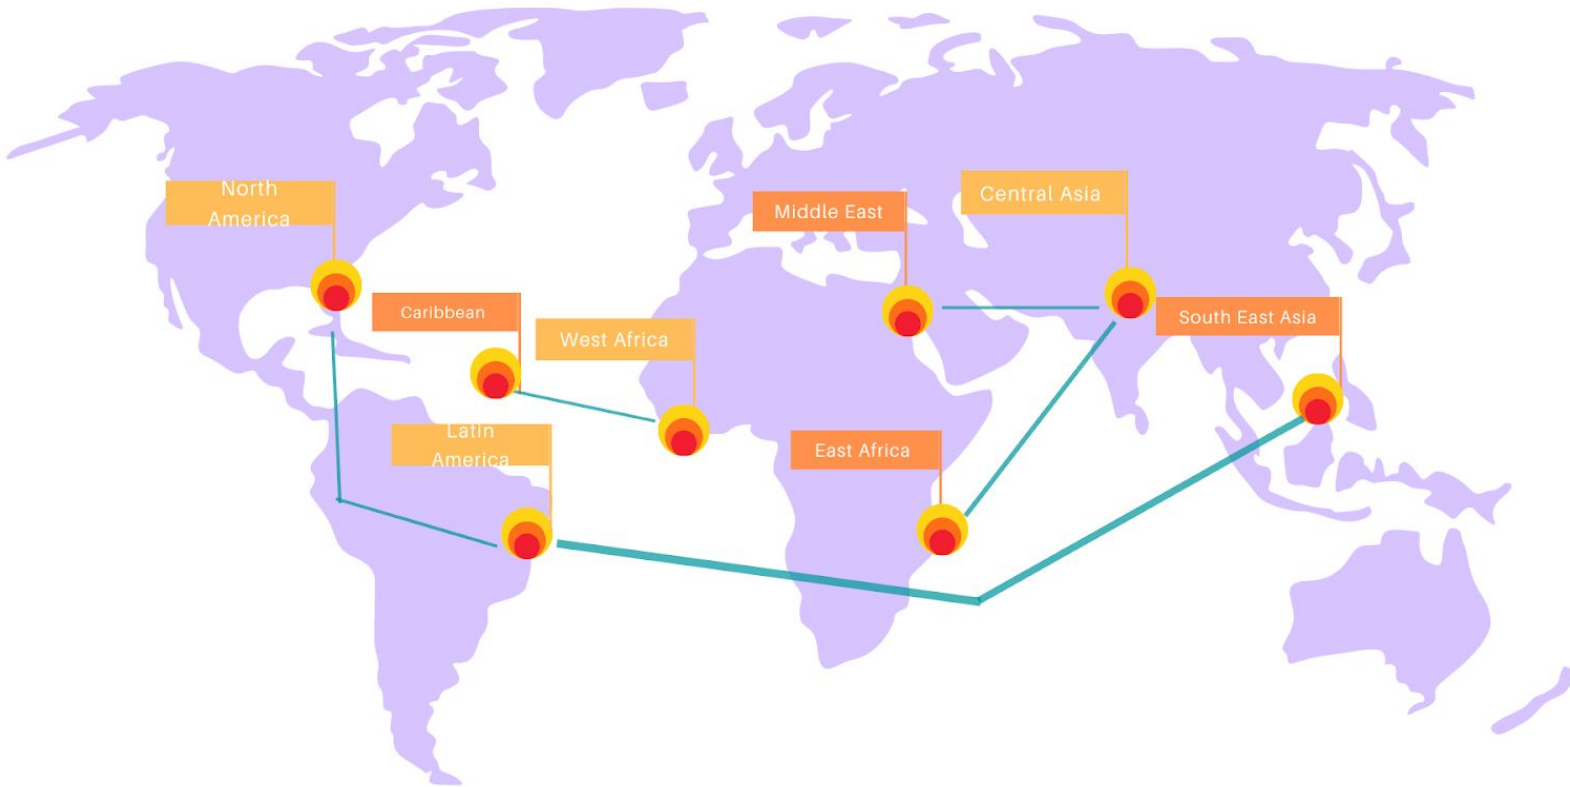 North
America
Central Asia
Middle East
Caribbean
South East Asia
West Africa
Latin
America
East Africa